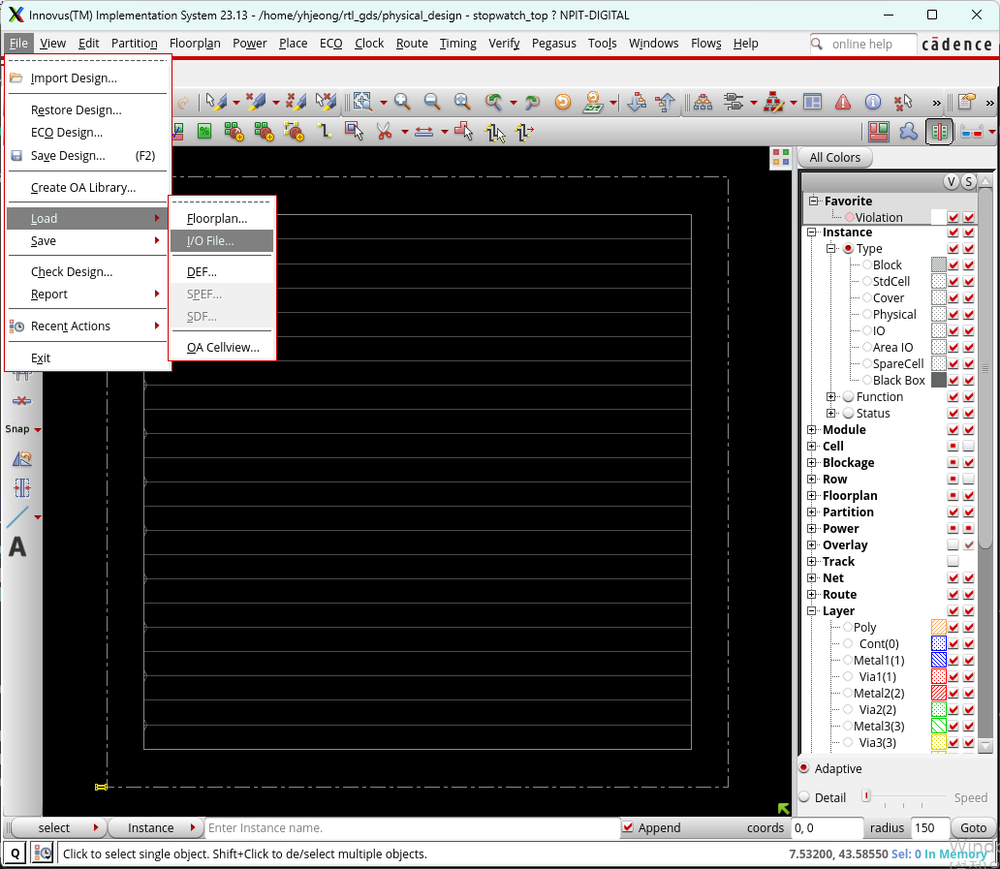 Innovus(TM) Implementation System 23.13 - /home/yhjeong/rtl_gds/physical_design - stopwatch_top ? NPIT-DIGITAL
File View Edit Partition Floorplan Power Place ECO Clock Route Timing Verify Pegasus Tools Windows Flows Help
online help
cādence
Import Design...
Restore Design...
ECO Design...
Save Design... (F2)
Create OA Library...
Load
Save
Check Design...
Report
Recent Actions
Exit
Floorplan...
I/O File...
DEF...
SPEF...
SDF...
OA Cellview...
Snap
A
All Colors
V S
Favorite
Violation
Instance
Type
Block
StdCell
Cover
Physical
IO
Area IO
SpareCell
Black Box
Function
Status
Module
Cell
Blockage
Row
Floorplan
Partition
Power
Overlay
Track
Net
Route
Layer
Poly
Cont(0)
Metal1(1)
Via1(1)
Metal2(2)
Via2(2)
Metal3(3)
Via3(3)
Adaptive
Detail
Speed
select Instance Enter Instance name. Append coords 0, 0 radius 150 Goto
Q Click to select single object. Shift+Click to de/select multiple objects. 7.53200, 43.58550 Sel: 0 In Memory